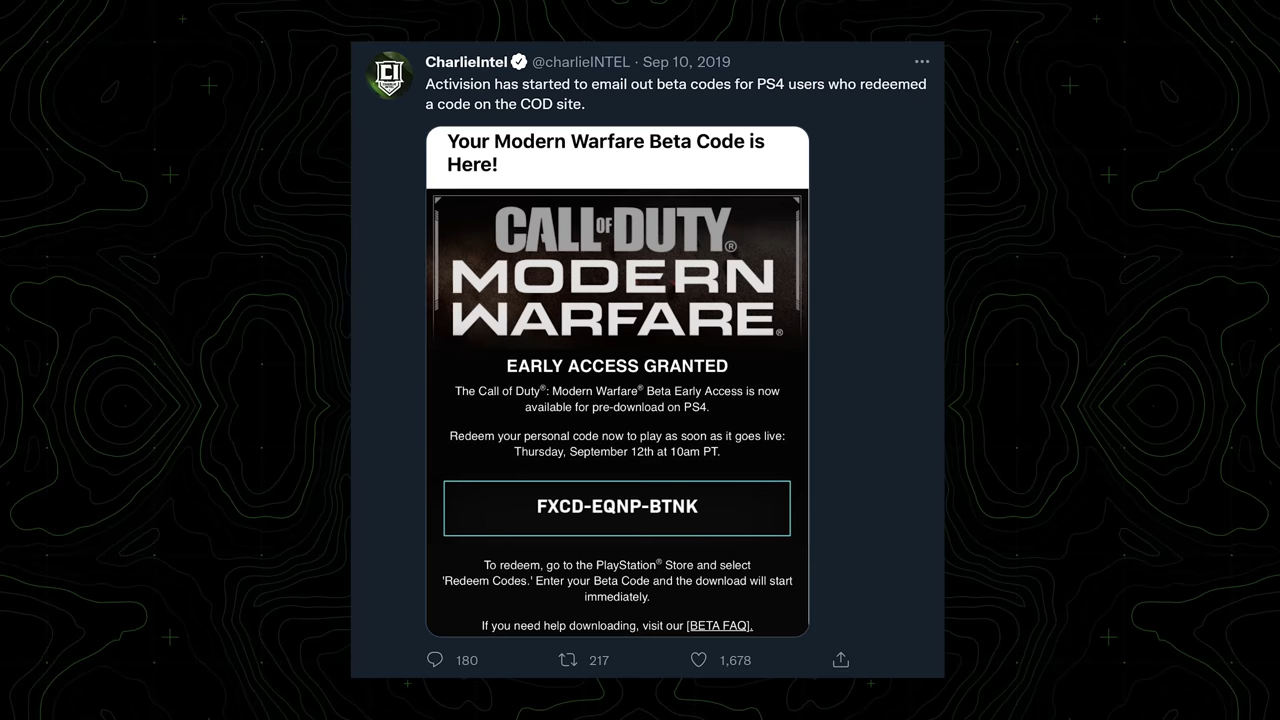 CharlieIntel @charlieINTEL · Sep 10, 2019
Activision has started to email out beta codes for PS4 users who redeemed
a code on the COD site.
Your Modern Warfare Beta Code is
Here!
CALL OF DUTY®
MODERN
WARFARE®
EARLY ACCESS GRANTED
The Call of Duty®: Modern Warfare® Beta Early Access is now
available for pre-download on PS4.
Redeem your personal code now to play as soon as it goes live:
Thursday, September 12th at 10am PT.
FXCD-EQNP-BTNK
To redeem, go to the PlayStation® Store and select
'Redeem Codes.' Enter your Beta Code and the download will start
immediately.
If you need help downloading, visit our [BETA FAQ].
180 217 1,678